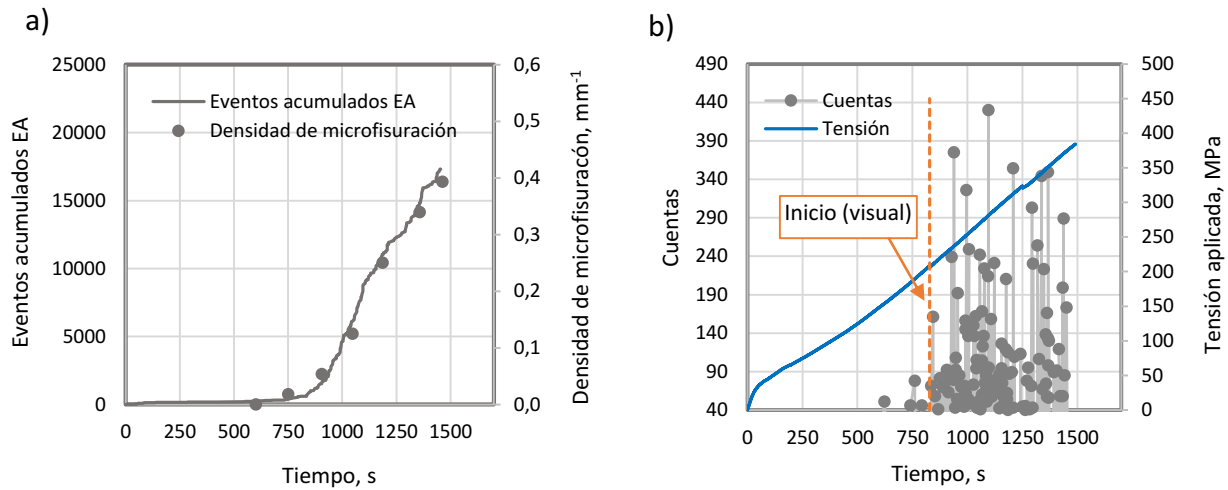 a)
Eventos acumulados EA
25000
20000
15000
10000
5000
0
Eventos acumulados EA
Densidad de microfisuración
0,6
0,5
0,4
0,3
0,2
0,1
0,0
Densidad de microfisuracón, mm-1
0 250 500 750 1000 1250 1500
Tiempo, s
b)
Cuentas
490
440
390
340
290
240
190
140
90
40
Cuentas
Tensión
Inicio (visual)
500
450
400
350
300
250
200
150
100
50
0
Tensión aplicada, MPa
0 250 500 750 1000 1250 1500
Tiempo, s